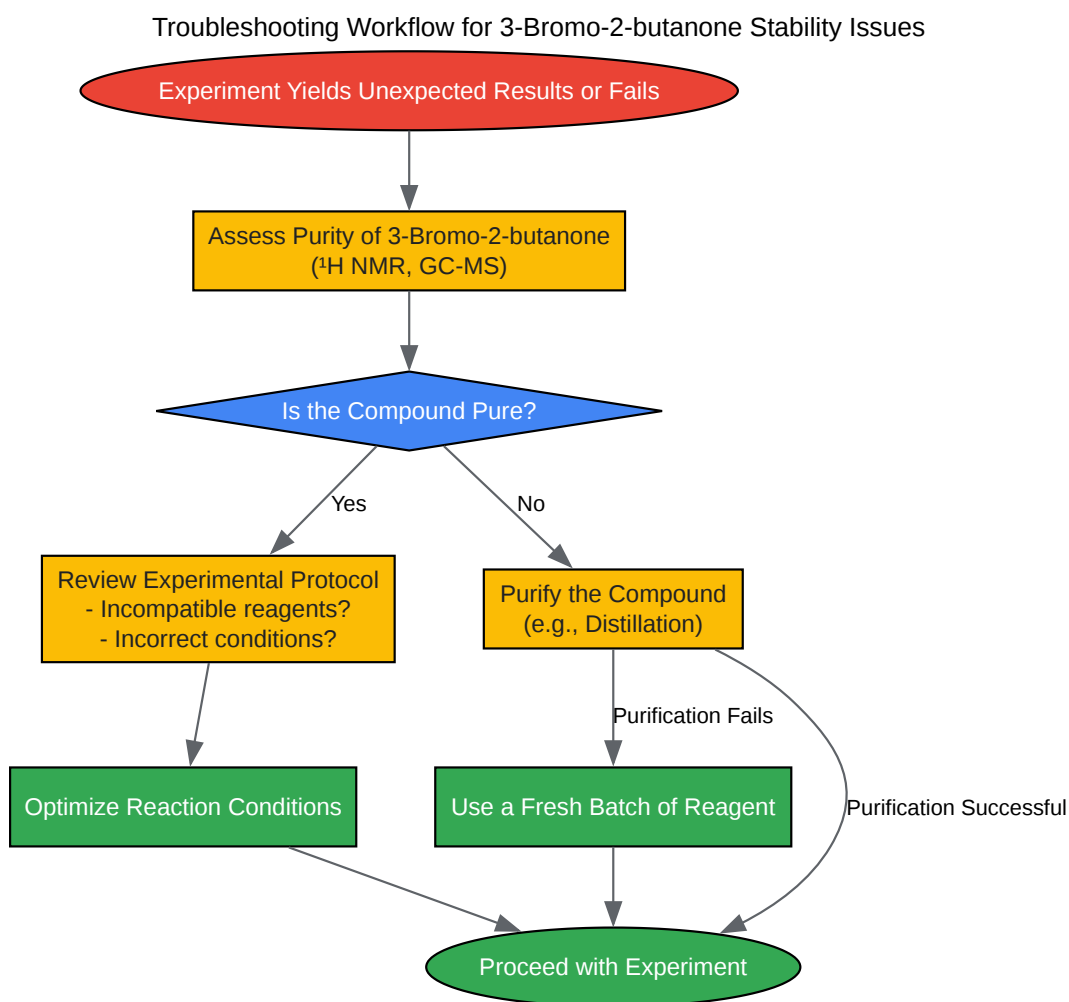 Troubleshooting Workflow for 3-Bromo-2-butanone Stability Issues
Experiment Yields Unexpected Results or Fails
Assess Purity of 3-Bromo-2-butanone
(¹H NMR, GC-MS)
Is the Compound Pure?
Yes
No
Review Experimental Protocol
- Incompatible reagents?
- Incorrect conditions?
Purify the Compound
(e.g., Distillation)
Purification Fails
Optimize Reaction Conditions
Use a Fresh Batch of Reagent
Purification Successful
Proceed with Experiment